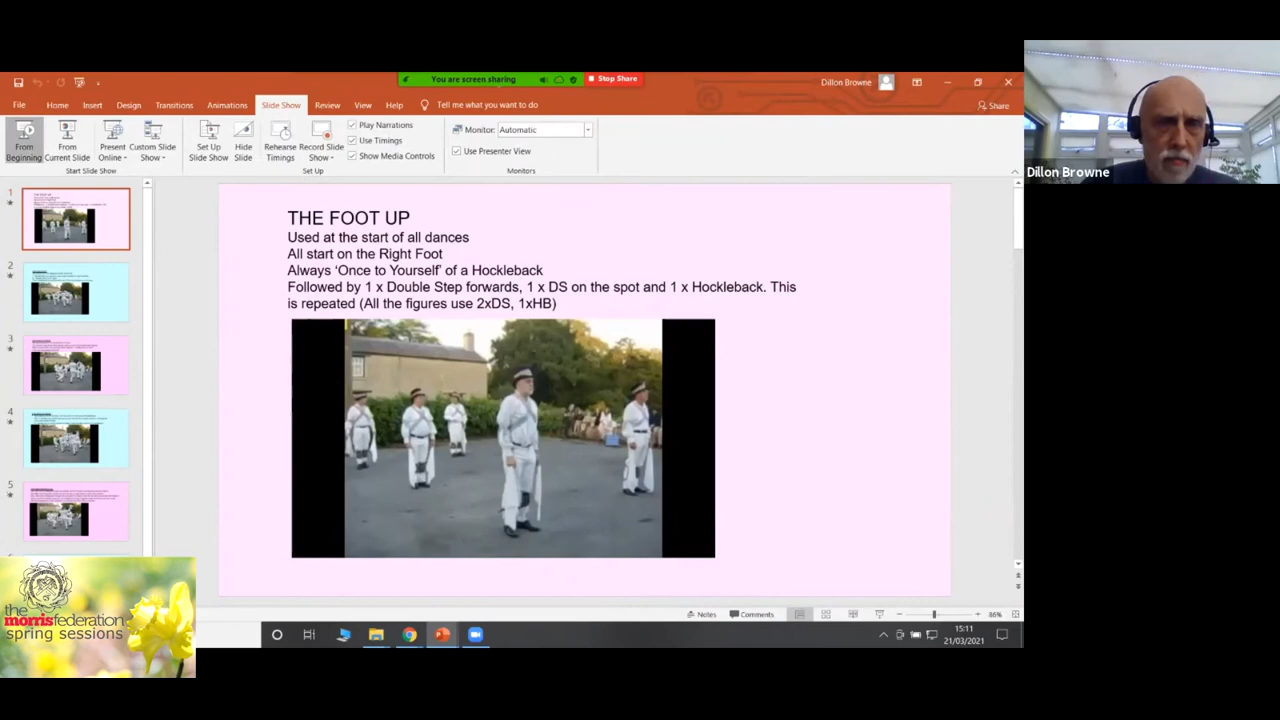 You are screen sharing
Stop Share
Dillon Browne
File Home Insert Design Transitions Animations Slide Show Review View Help Tell me what you want to do
Share
From Beginning
From Current Slide
Present Online
Custom Slide Show
Start Slide Show
Set Up Slide Show
Hide Slide
Rehearse Timings
Record Slide Show
Play Narrations
Use Timings
Show Media Controls
Set Up
Monitor: Automatic
Use Presenter View
Monitors
Dillon Browne
1
2
3
4
5
THE FOOT UP
Used at the start of all dances
All start on the Right Foot
Always ‘Once to Yourself’ of a Hockleback
Followed by 1 x Double Step forwards, 1 x DS on the spot and 1 x Hockleback. This
is repeated (All the figures use 2xDS, 1xHB)
the
morrisfederation
spring sessions
Notes Comments 86%
15:11
21/03/2021